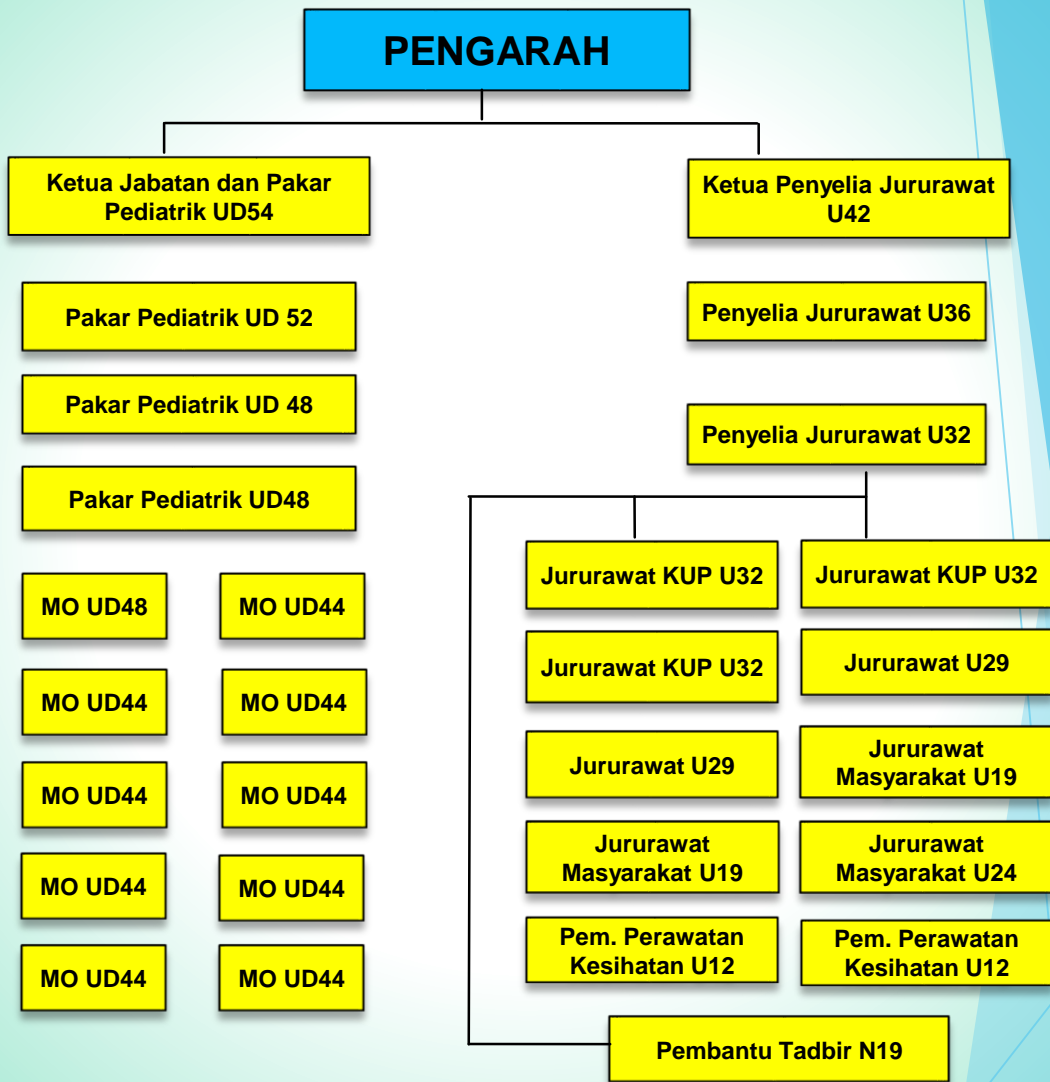 PENGARAH
Ketua Jabatan dan Pakar
Pediatrik UD54
Ketua Penyelia Jururawat
U42
Pakar Pediatrik UD 52
Penyelia Jururawat U36
Pakar Pediatrik UD 48
Penyelia Jururawat U32
Pakar Pediatrik UD48
MO UD48
MO UD44
MO UD44
MO UD44
MO UD44
MO UD44
MO UD44
MO UD44
MO UD44
MO UD44
Jururawat KUP U32
Jururawat KUP U32
Jururawat KUP U32
Jururawat U29
Jururawat U29
Jururawat
Masyarakat U19
Jururawat
Masyarakat U19
Jururawat
Masyarakat U24
Pem. Perawatan
Kesihatan U12
Pem. Perawatan
Kesihatan U12
Pembantu Tadbir N19